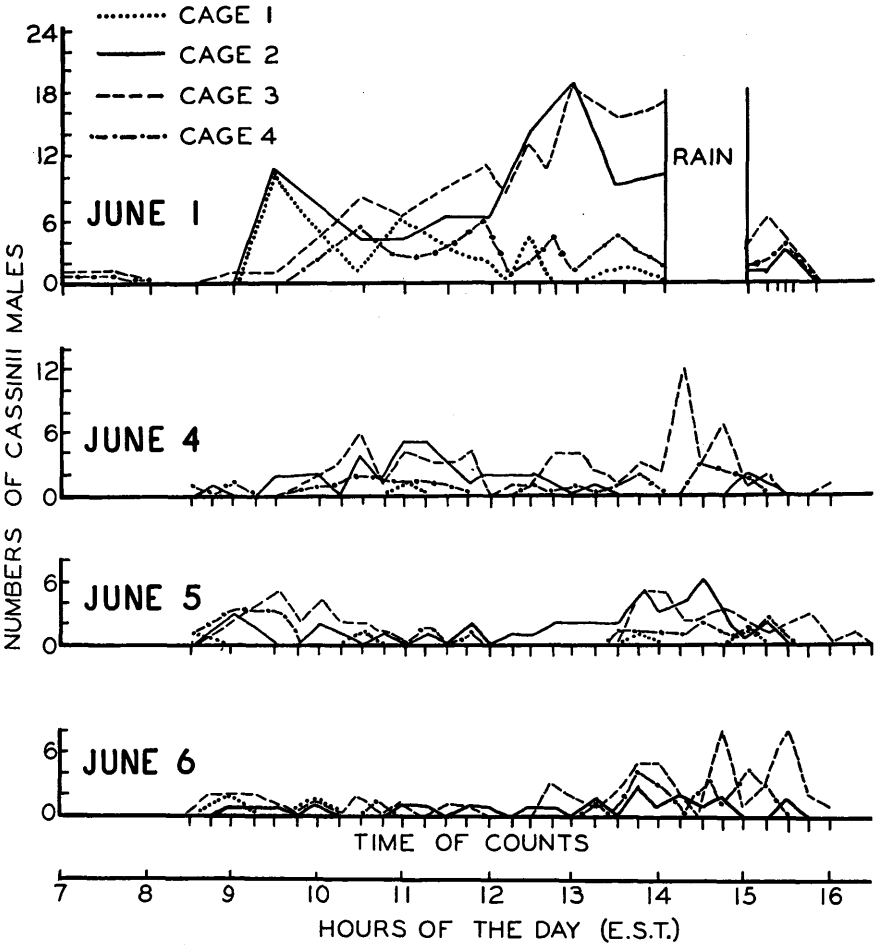 CAGE 1
CAGE 2
CAGE 3
CAGE 4
24
18
12
6
0
JUNE 1
RAIN
NUMBERS OF CASSINII MALES
12
6
0
JUNE 4
6
0
JUNE 5
6
0
JUNE 6
TIME OF COUNTS
7 8 9 10 11 12 13 14 15 16
HOURS OF THE DAY (E.S.T.)